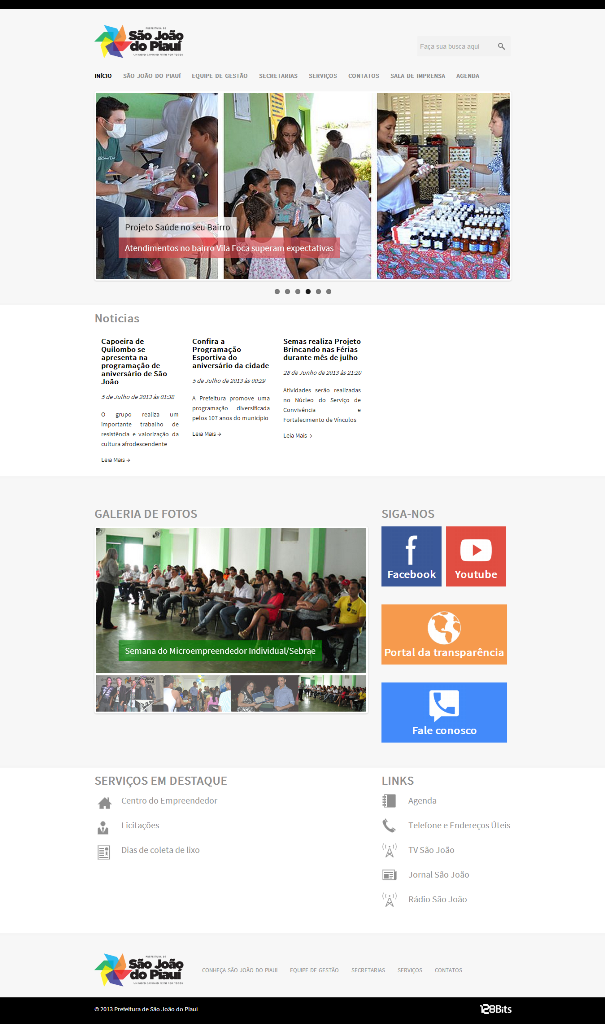 São João
do Piauí
Faça sua busca aqui
INÍCIO SÃO JOÃO DO PIAUÍ EQUIPE DE GESTÃO SECRETARIAS SERVIÇOS CONTATOS SALA DE IMPRENSA AGENDA
Projeto Saúde no seu Bairro
Atendimentos no bairro Vila Foca superam expectativas
Noticias
Capoeira de
Quilombo se
apresenta na
programação de
aniversário de São
João
5 de Julho de 2013 às 01:38
O grupo realiza um
importante trabalho de
resistência e valorização da
cultura afrodescendente
Leia Mais →
Confira a
Programação
Esportiva do
aniversário da cidade
5 de Julho de 2013 às 00:29
A Prefeitura promove uma
programação diversificada
pelos 107 anos do município
Leia Mais →
Semas realiza Projeto
Brincando nas Férias
durante mês de julho
28 de Junho de 2013 às 21:20
Atividades serão realizadas
no Núcleo do Serviço de
Convivência e
Fortalecimento de Vínculos
Leia Mais →
GALERIA DE FOTOS
Semana do Microempreendedor Individual/Sebrae
SIGA-NOS
Facebook Youtube
Portal da transparência
Fale conosco
SERVIÇOS EM DESTAQUE
Centro do Empreendedor
Licitações
Dias de coleta de lixo
LINKS
Agenda
Telefone e Endereços Úteis
TV São João
Jornal São João
Rádio São João
São João
do Piauí
CONHEÇA SÃO JOÃO DO PIAUÍ EQUIPE DE GESTÃO SECRETARIAS SERVIÇOS CONTATOS
© 2013 Prefeitura de São João do Piauí
128Bits